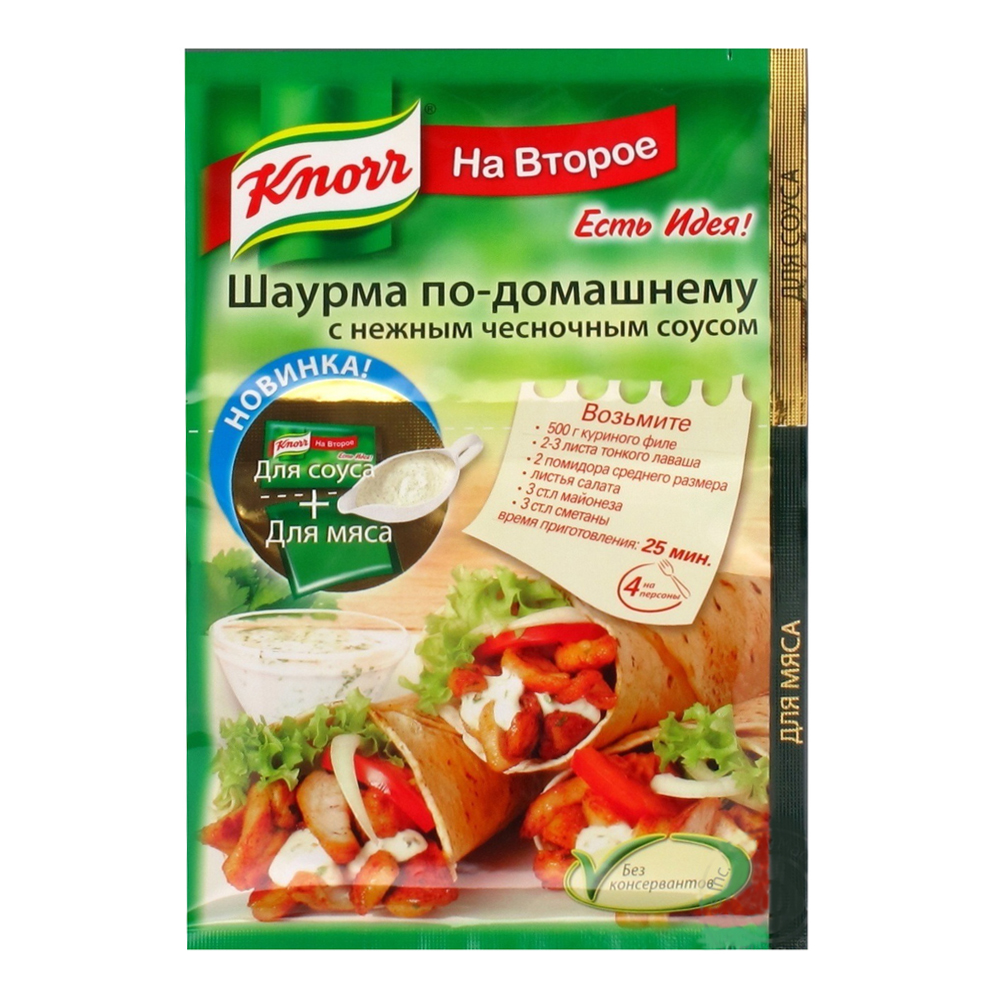 Knorr®
На Второе
Есть Идея!
Шаурма по-домашнему
с нежным чесночным соусом
НОВИНКА!
Knorr На Второе
Есть Идея!
Для соуса
+
Для мяса
Возьмите
• 500 г куриного филе
• 2-3 листа тонкого лаваша
• 2 помидора среднего размера
• листья салата
• 3 ст.л майонеза
• 3 ст.л сметаны
время приготовления: 25 мин.
4 на
персоны
ДЛЯ СОУСА
ДЛЯ МЯСА
Без
консервантов